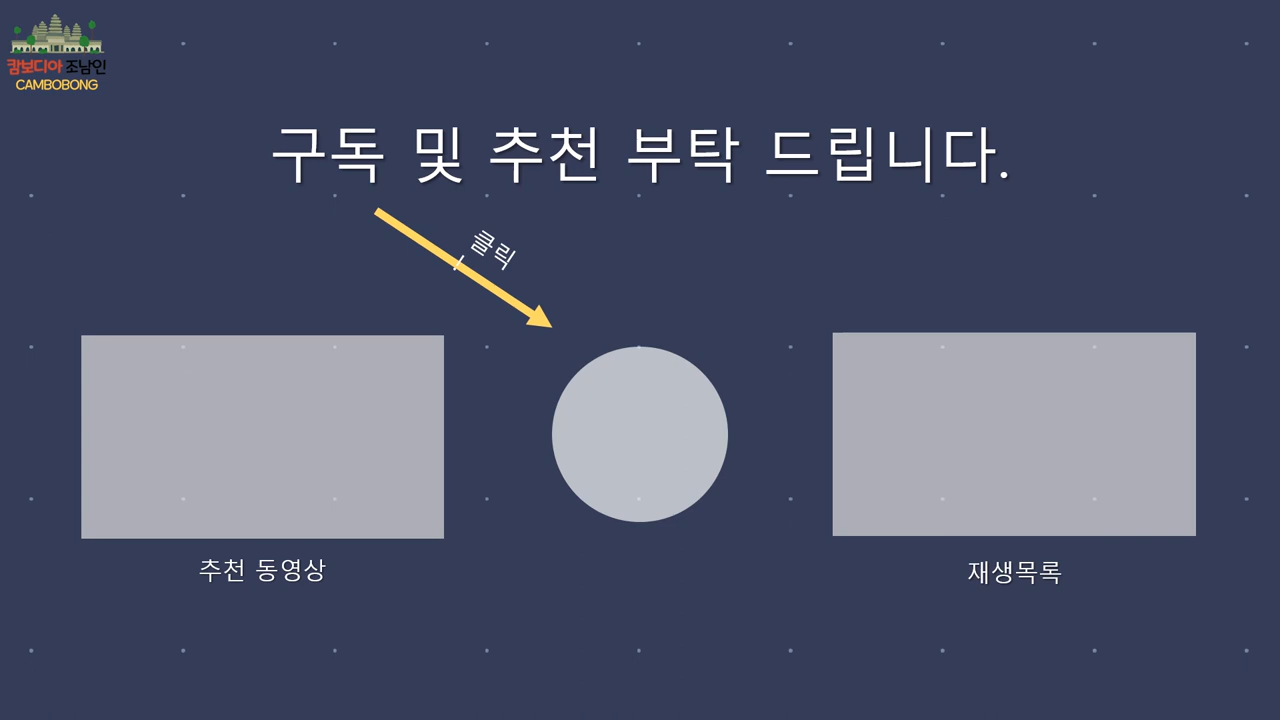 캄보디아 조남인
CAMBOBONG
구독 및 추천 부탁 드립니다.
클릭
추천 동영상
재생목록